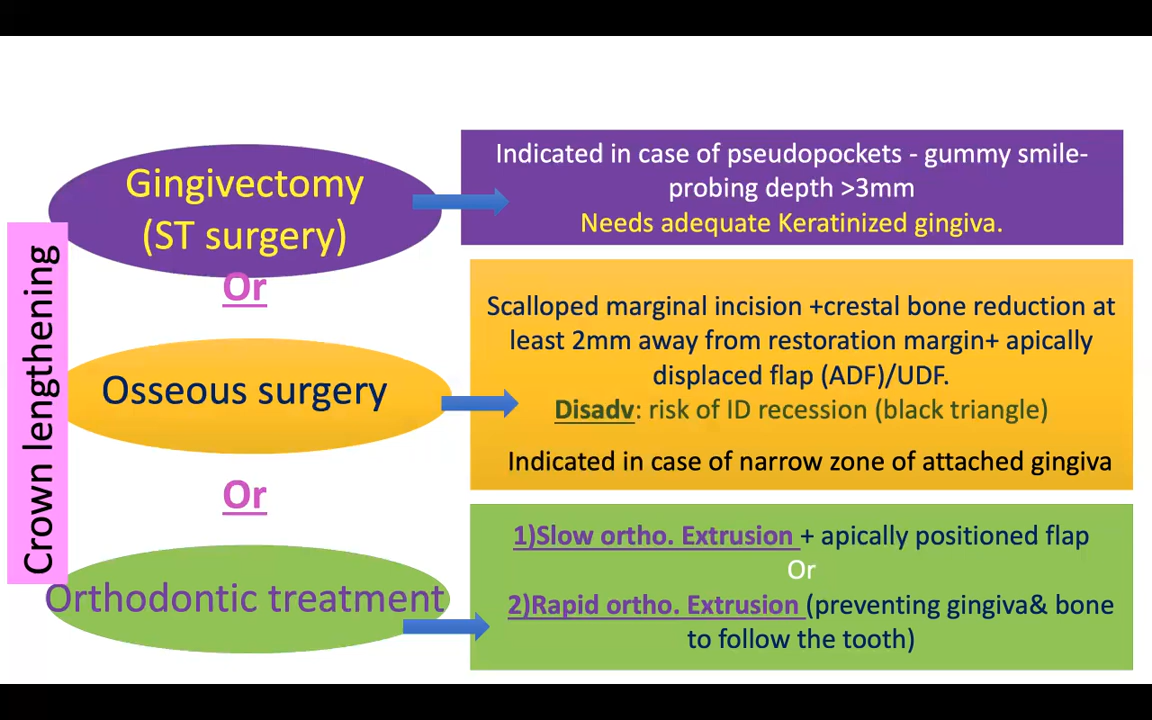 Crown lengthening
Gingivectomy
(ST surgery)
Indicated in case of pseudopockets - gummy smile-
probing depth >3mm
Needs adequate Keratinized gingiva.
Or
Osseous surgery
Scalloped marginal incision +crestal bone reduction at
least 2mm away from restoration margin+ apically
displaced flap (ADF)/UDF.
Disadv: risk of ID recession (black triangle)
Indicated in case of narrow zone of attached gingiva
Or
Orthodontic treatment
1)Slow ortho. Extrusion + apically positioned flap
Or
2)Rapid ortho. Extrusion (preventing gingiva& bone
to follow the tooth)